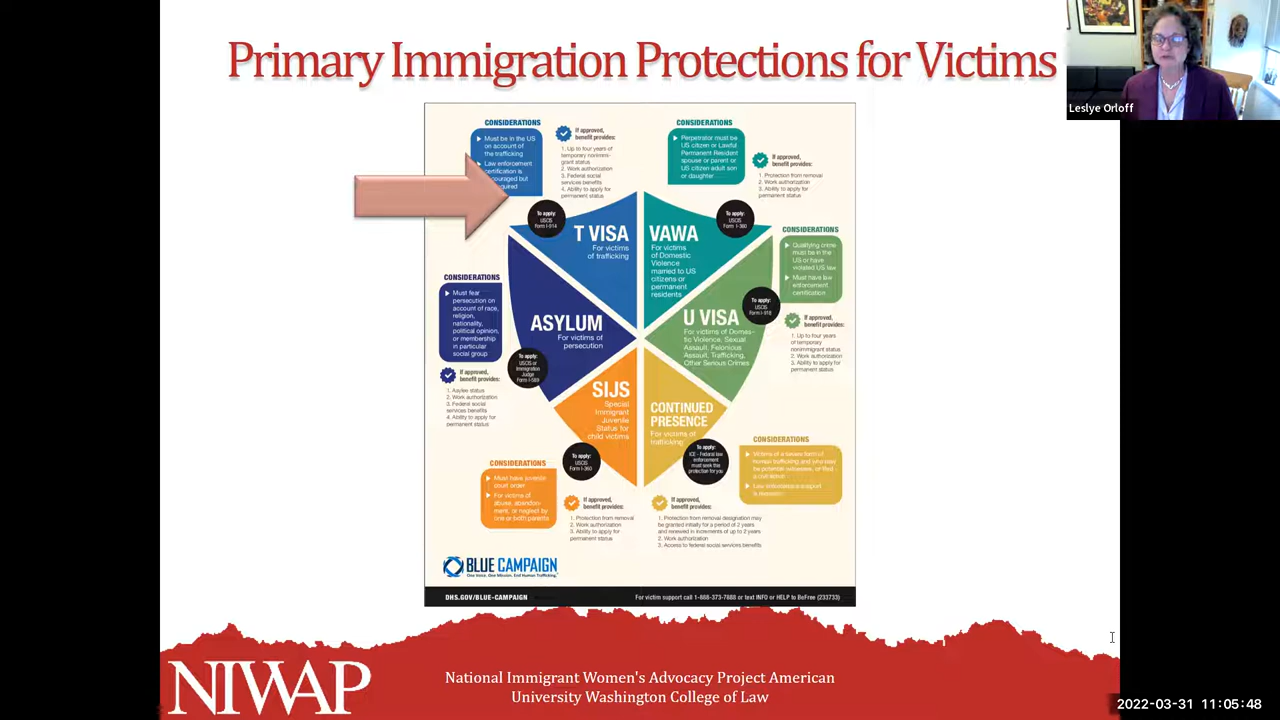 Primary Immigration Protections for Victims
Leslye Orloff
CONSIDERATIONS
Must be in the US
on account of
the trafficking
Law enforcement
certification is
If approved,
benefit provides:
1. Up to four years of
temporary nonimmi-
grant status
2. Work authorization
3. Federal social
services benefits
4. Ability to apply for
permanent status
To apply:
USCIS
Form I-914
T VISA
For victims
of trafficking
CONSIDERATIONS
Perpetrator must be
US citizen or Lawful
Permanent Resident
spouse or parent or
US citizen adult son
or daughter
If approved,
benefit provides:
1. Protection from removal
2. Work authorization
3. Ability to apply for
permanent status
To apply:
USCIS
Form I-360
VAWA
For victims
of Domestic
Violence
married to US
citizens or
permanent
residents
CONSIDERATIONS
Qualifying crime
must be in the
US or have
violated US law
Must have law
enforcement
certification
To apply:
USCIS
Form I-918
U VISA
For victims of Domes-
tic Violence, Sexual
Assault, Felonious
Assault, Trafficking,
Other Serious Crimes
If approved,
benefit provides:
1. Up to four years
of temporary
nonimmigrant status
2. Work authorization
3. Ability to apply for
permanent status
CONSIDERATIONS
Must fear
persecution on
account of race,
religion,
nationality,
political opinion,
or membership
in particular
social group
ASYLUM
For victims of
persecution
To apply:
USCIS or
Immigration
Judge
Form I-589
If approved,
benefit provides:
1. Asylee status
2. Work authorization
3. Federal social
services benefits
4. Ability to apply for
permanent status
SIJS
Special
Immigrant
Juvenile
Status for
child victims
To apply:
USCIS
Form I-360
CONSIDERATIONS
Must have juvenile
court order
For victims of
abuse, abandon-
ment, or neglect by
one or both parents
If approved,
benefit provides:
1. Protection from removal
2. Work authorization
3. Ability to apply for
permanent status
CONTINUED
PRESENCE
For victims of
trafficking
To apply:
ICE - Federal law
enforcement
must seek this
protection for you
CONSIDERATIONS
Victims of a severe form of
human trafficking and who may
be potential witnesses, or filed
a civil action
Law enforcement support
is
If approved,
benefit provides:
1. Protection from removal designation may
be granted initially for a period of 2 years
and renewed in increments of up to 2 years
2. Work authorization
3. Access to federal social services benefits
BLUE CAMPAIGN
One Voice. One Mission. End Human Trafficking.
DHS.GOV/BLUE-CAMPAIGN
For victim support call 1-888-373-7888 or text INFO or HELP to BeFree (233733)
NIWAP
National Immigrant Women's Advocacy Project American
University Washington College of Law
2022-03-31 11:05:48